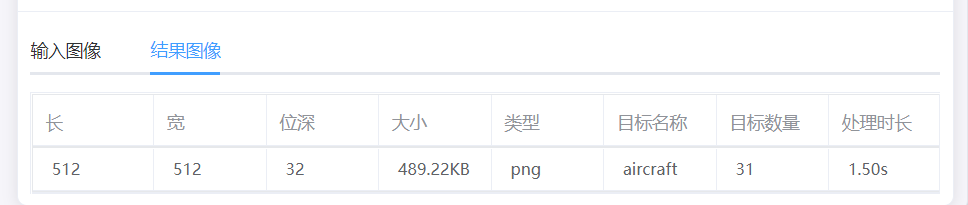 输入图像 结果图像
长 宽 位深 大小 类型 目标名称 目标数量 处理时长
512 512 32 489.22KB png aircraft 31 1.50s